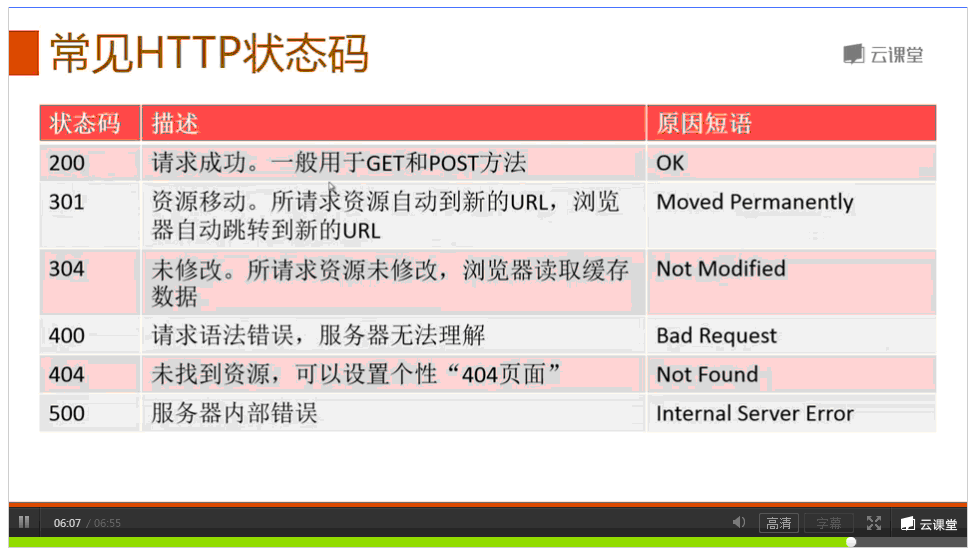 常见HTTP状态码
云课堂
状态码 描述 原因短语
200 请求成功。一般用于GET和POST方法 OK
301 资源移动。所请求资源自动到新的URL，浏览 Moved Permanently
器自动跳转到新的URL
304 未修改。所请求资源未修改，浏览器读取缓存 Not Modified
数据
400 请求语法错误，服务器无法理解 Bad Request
404 未找到资源，可以设置个性“404页面” Not Found
500 服务器内部错误 Internal Server Error
06:07 / 06:55 高清 字幕 云课堂